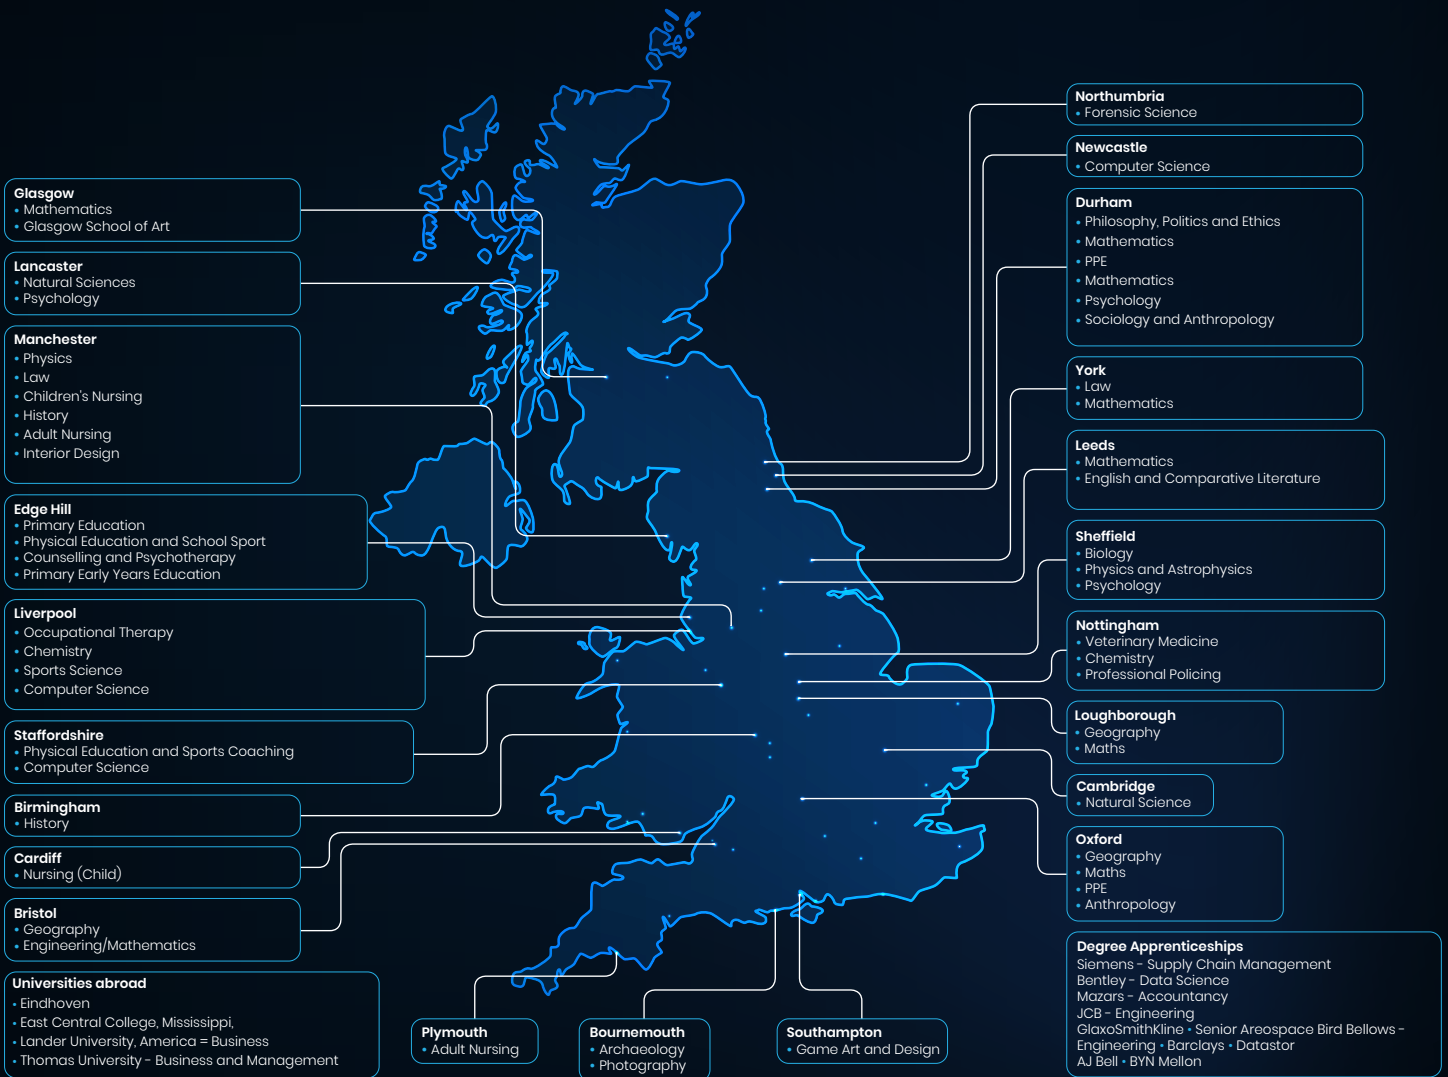 Glasgow
• Mathematics
• Glasgow School of Art
Lancaster
• Natural Sciences
• Psychology
Manchester
• Physics
• Law
• Children's Nursing
• History
• Adult Nursing
• Interior Design
Edge Hill
• Primary Education
• Physical Education and School Sport
• Counselling and Psychotherapy
• Primary Early Years Education
Liverpool
• Occupational Therapy
• Chemistry
• Sports Science
• Computer Science
Staffordshire
• Physical Education and Sports Coaching
• Computer Science
Birmingham
• History
Cardiff
• Nursing (Child)
Bristol
• Geography
• Engineering/Mathematics
Universities abroad
• Eindhoven
• East Central College, Mississippi,
• Lander University, America = Business
• Thomas University - Business and Management
Plymouth
• Adult Nursing
Bournemouth
• Archaeology
• Photography
Southampton
• Game Art and Design
Northumbria
• Forensic Science
Newcastle
• Computer Science
Durham
• Philosophy, Politics and Ethics
• Mathematics
• PPE
• Mathematics
• Psychology
• Sociology and Anthropology
York
• Law
• Mathematics
Leeds
• Mathematics
• English and Comparative Literature
Sheffield
• Biology
• Physics and Astrophysics
• Psychology
Nottingham
• Veterinary Medicine
• Chemistry
• Professional Policing
Loughborough
• Geography
• Maths
Cambridge
• Natural Science
Oxford
• Geography
• Maths
• PPE
• Anthropology
Degree Apprenticeships
Siemens - Supply Chain Management
Bentley - Data Science
Mazars - Accountancy
JCB - Engineering
GlaxoSmithKline • Senior Areospace Bird Bellows -
Engineering • Barclays • Datastor
AJ Bell • BYN Mellon